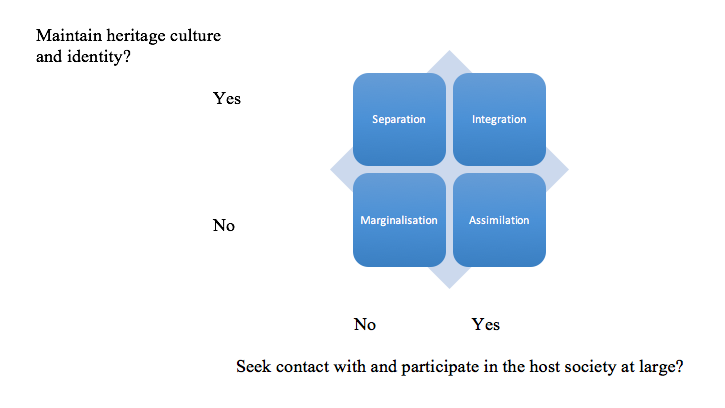 Maintain heritage culture
and identity?
Yes
Separation
Integration
No
Marginalisation
Assimilation
No
Yes
Seek contact with and participate in the host society at large?